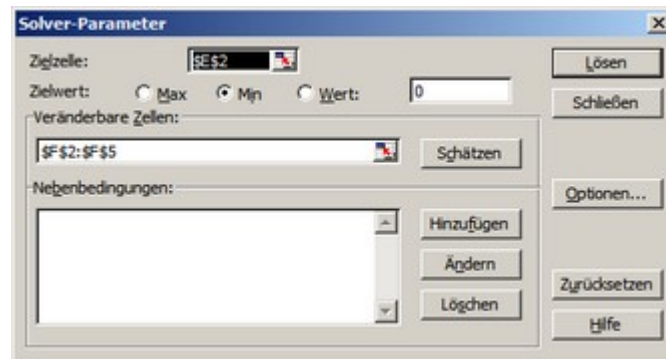 Solver-Parameter
Zielzelle: $E$2 Lösen
Zielwert: Max Min Wert: 0 Schließen
Veränderbare Zellen:
$F$2:$F$5 Schätzen
Nebenbedingungen: Optionen...
Hinzufügen
Ändern
Zurücksetzen
Löschen
Hilfe